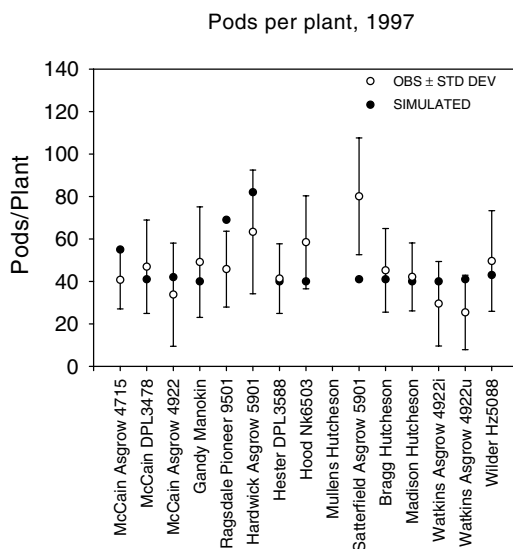 Pods per plant, 1997
OBS ± STD DEV
SIMULATED
Pods/Plant
140
120
100
80
60
40
20
0
McCain Asgrow 4715
McCain DPL3478
McCain Asgrow 4922
Gandy Manokin
Ragsdale Pioneer 9501
Hardwick Asgrow 5901
Hester DPL3588
Hood Nk6503
Mullens Hutcheson
Satterfield Asgrow 5901
Bragg Hutcheson
Madison Hutcheson
Watkins Asgrow 4922i
Watkins Asgrow 4922u
Wilder Hz5088